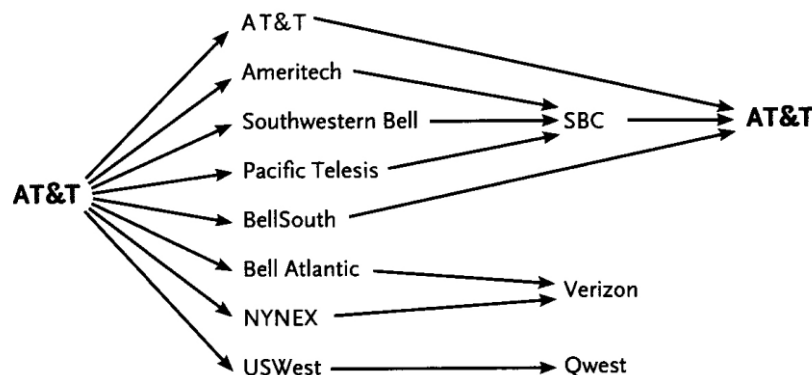 AT&T
Ameritech
Southwestern Bell
SBC
AT&T
Pacific Telesis
AT&T
BellSouth
Bell Atlantic
Verizon
NYNEX
USWest
Qwest